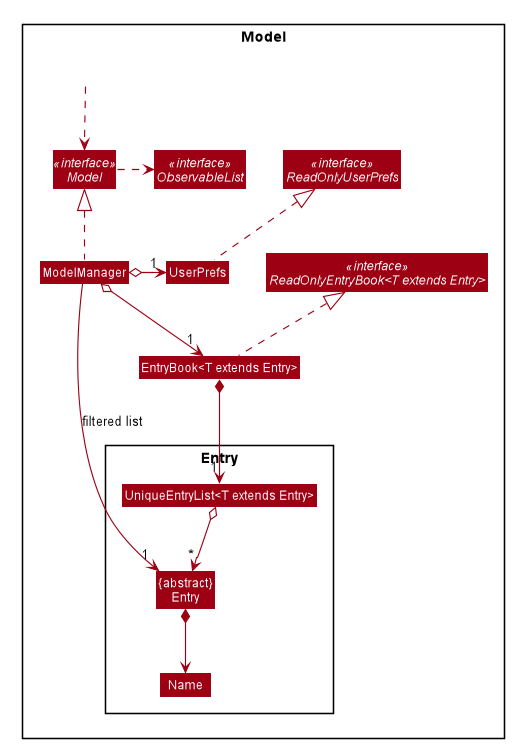 Model
«interface»
Model
«interface»
ObservableList
«interface»
ReadOnlyUserPrefs
ModelManager
1
UserPrefs
«interface»
ReadOnlyEntryBook<T extends Entry>
1
EntryBook<T extends Entry>
filtered list
Entry
1
UniqueEntryList<T extends Entry>
1
*
{abstract}
Entry
Name